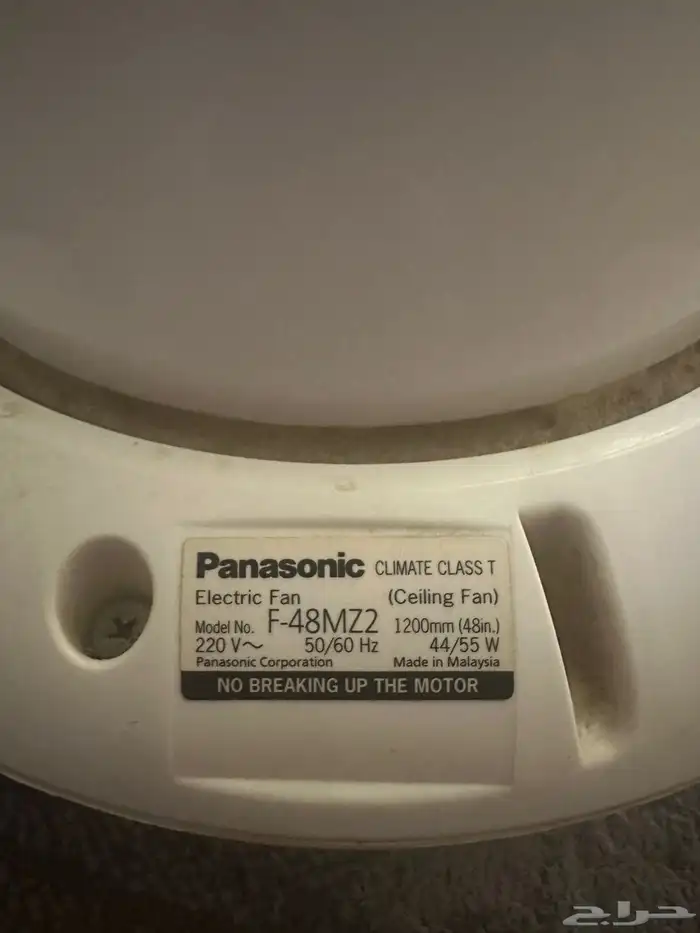 Panasonic CLIMATE CLASS T
Electric Fan (Ceiling Fan)
Model No. F-48MZ2 1200mm (48in.)
220 V~ 50/60 Hz 44/55 W
Panasonic Corporation Made in Malaysia
NO BREAKING UP THE MOTOR
حراج